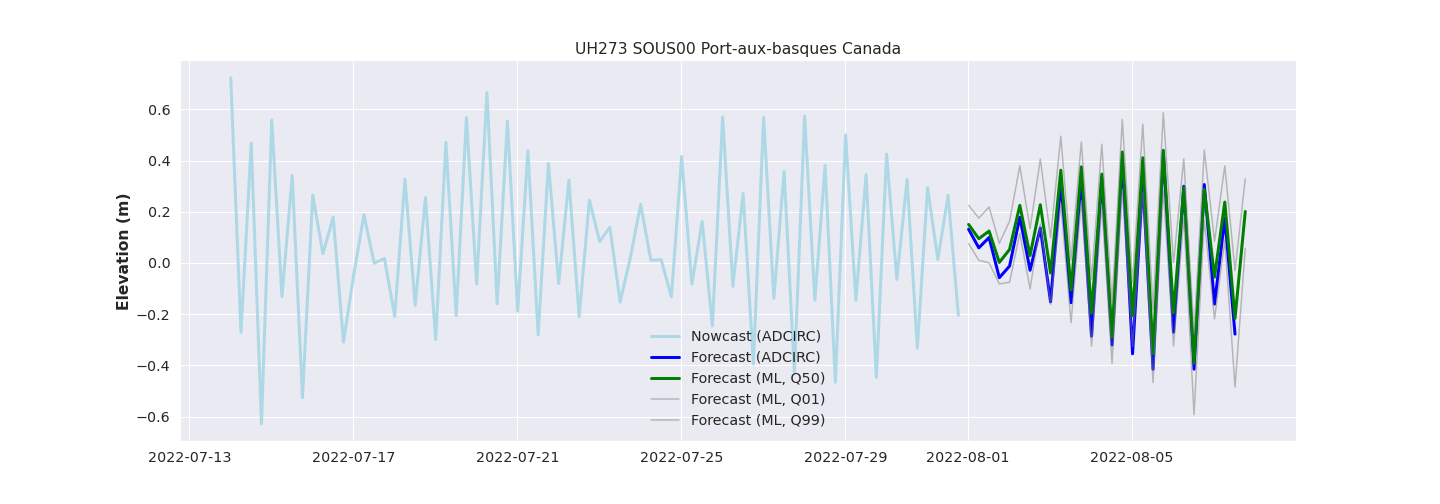 UH273 SOUS00 Port-aux-basques Canada
Elevation (m)
0.6
0.4
0.2
0.0
−0.2
−0.4
−0.6
Nowcast (ADCIRC)
Forecast (ADCIRC)
Forecast (ML, Q50)
Forecast (ML, Q01)
Forecast (ML, Q99)
2022-07-13 2022-07-17 2022-07-21 2022-07-25 2022-07-29 2022-08-01 2022-08-05